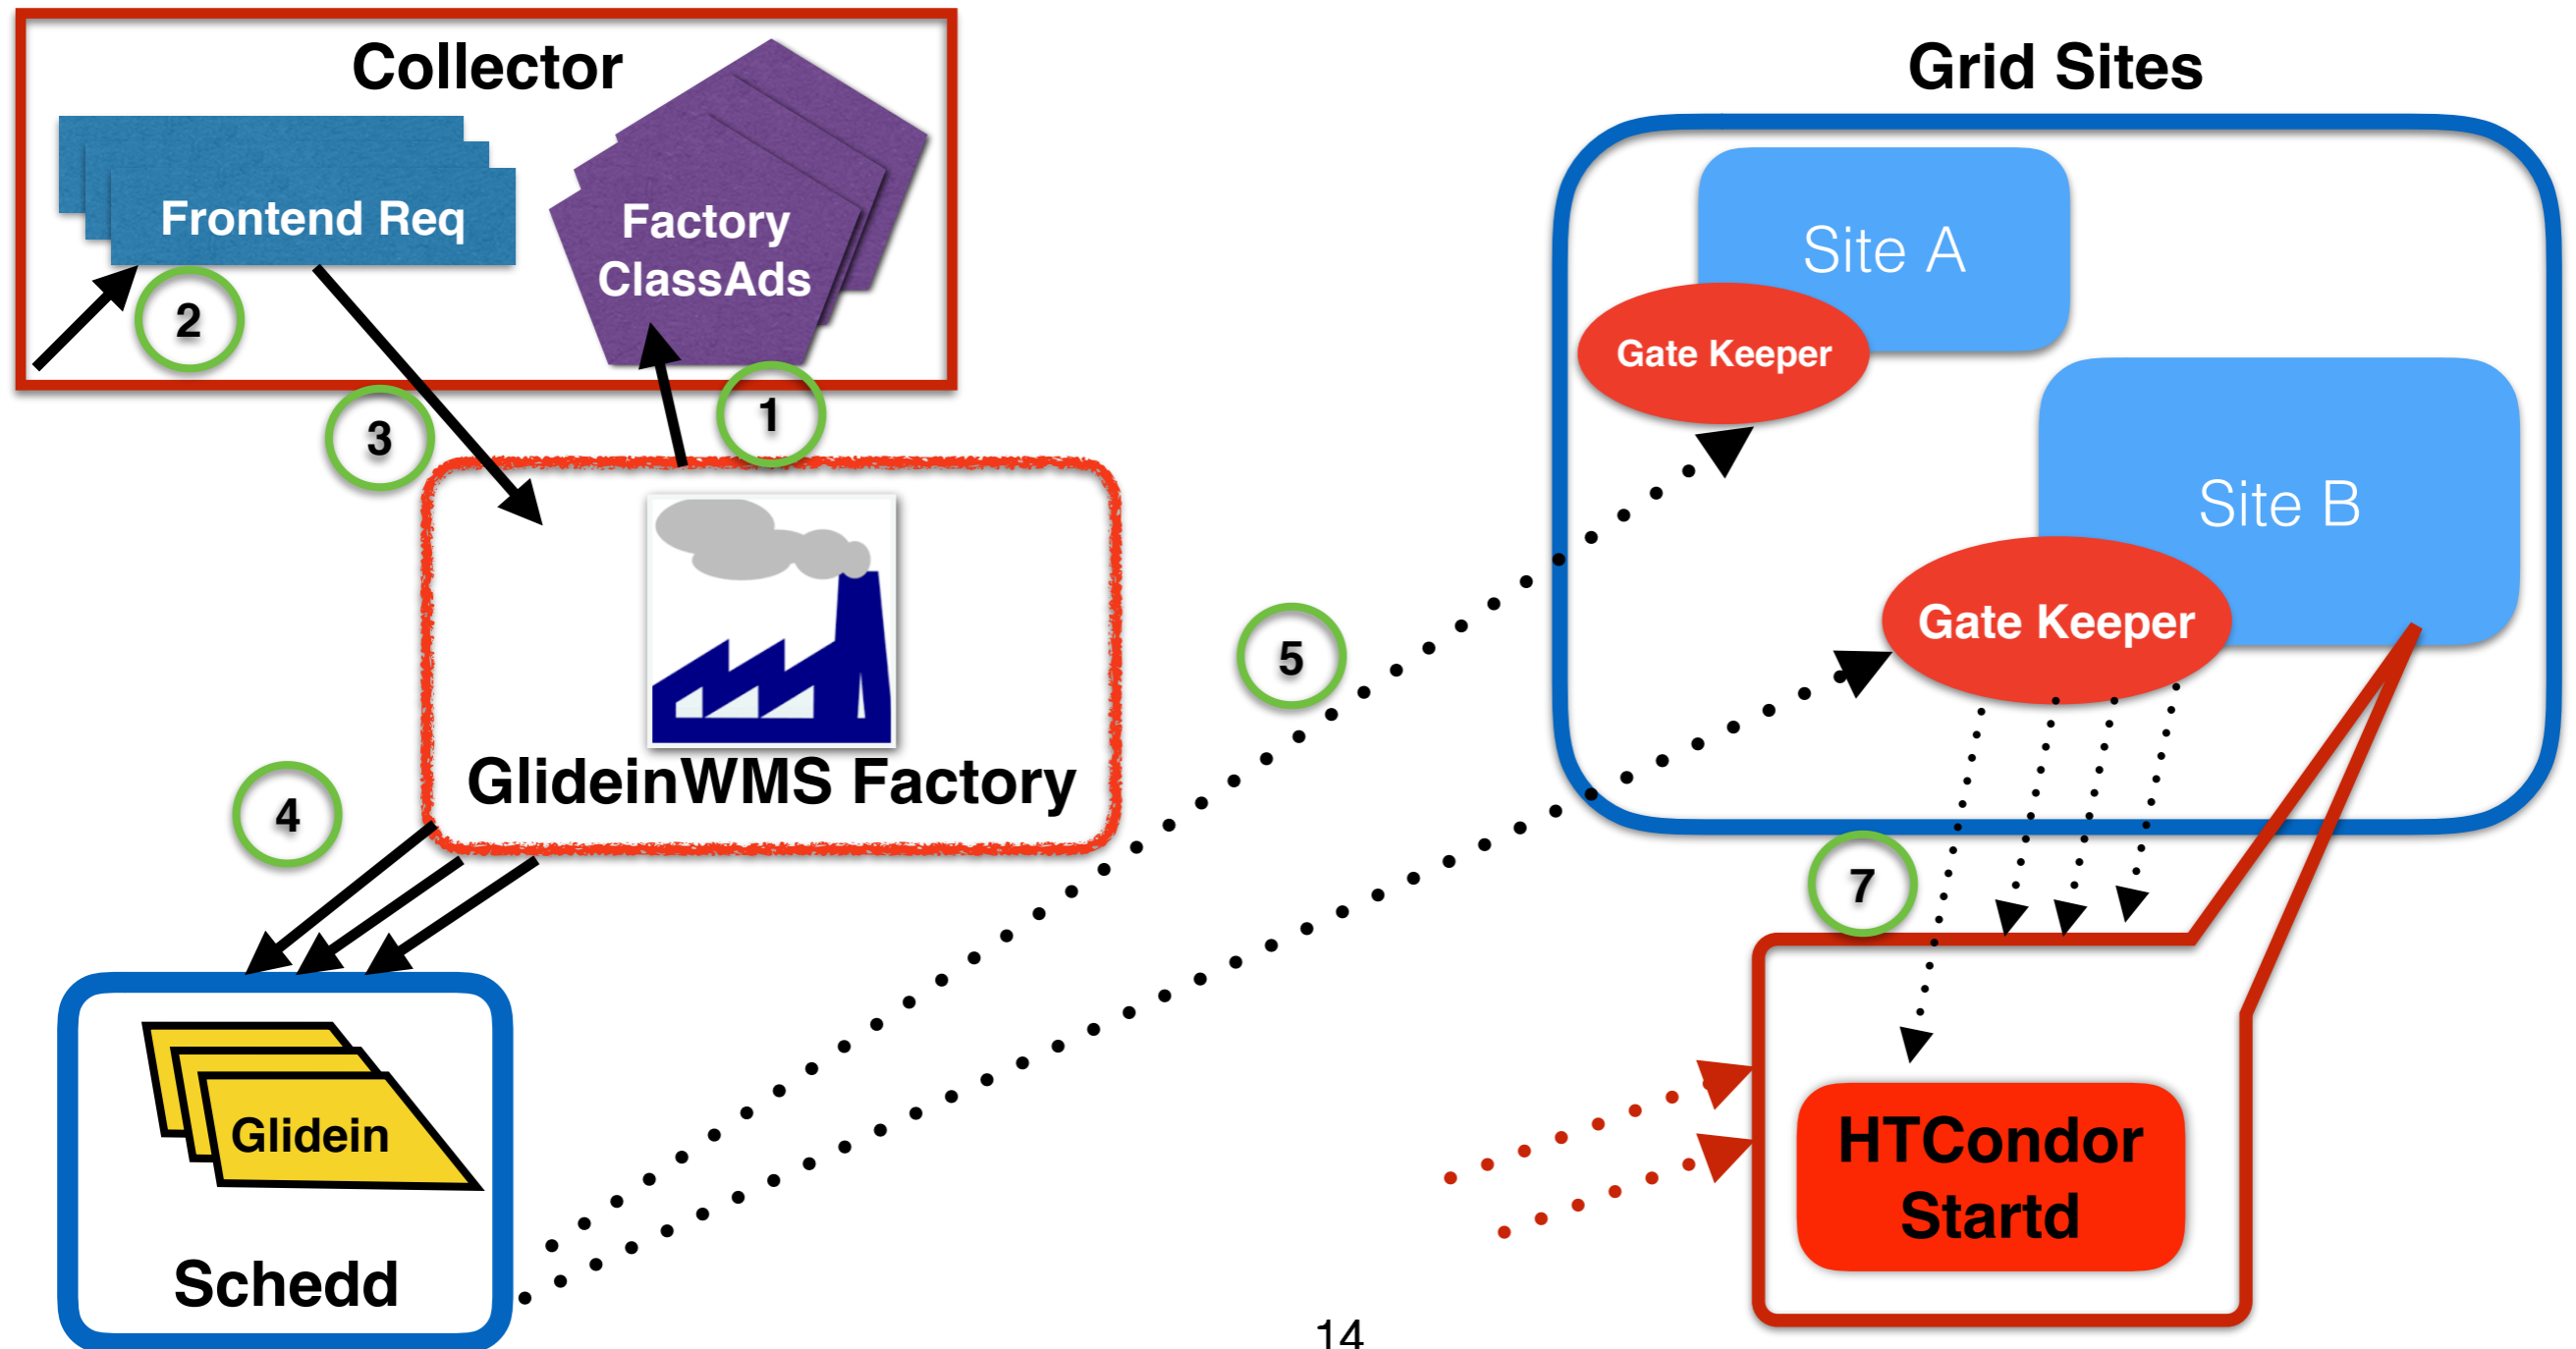 Collector
Frontend Req
Factory
ClassAds
2
3
1
GlideinWMS Factory
4
Glidein
Schedd
5
Grid Sites
Site A
Gate Keeper
Site B
Gate Keeper
7
HTCondor
Startd
14